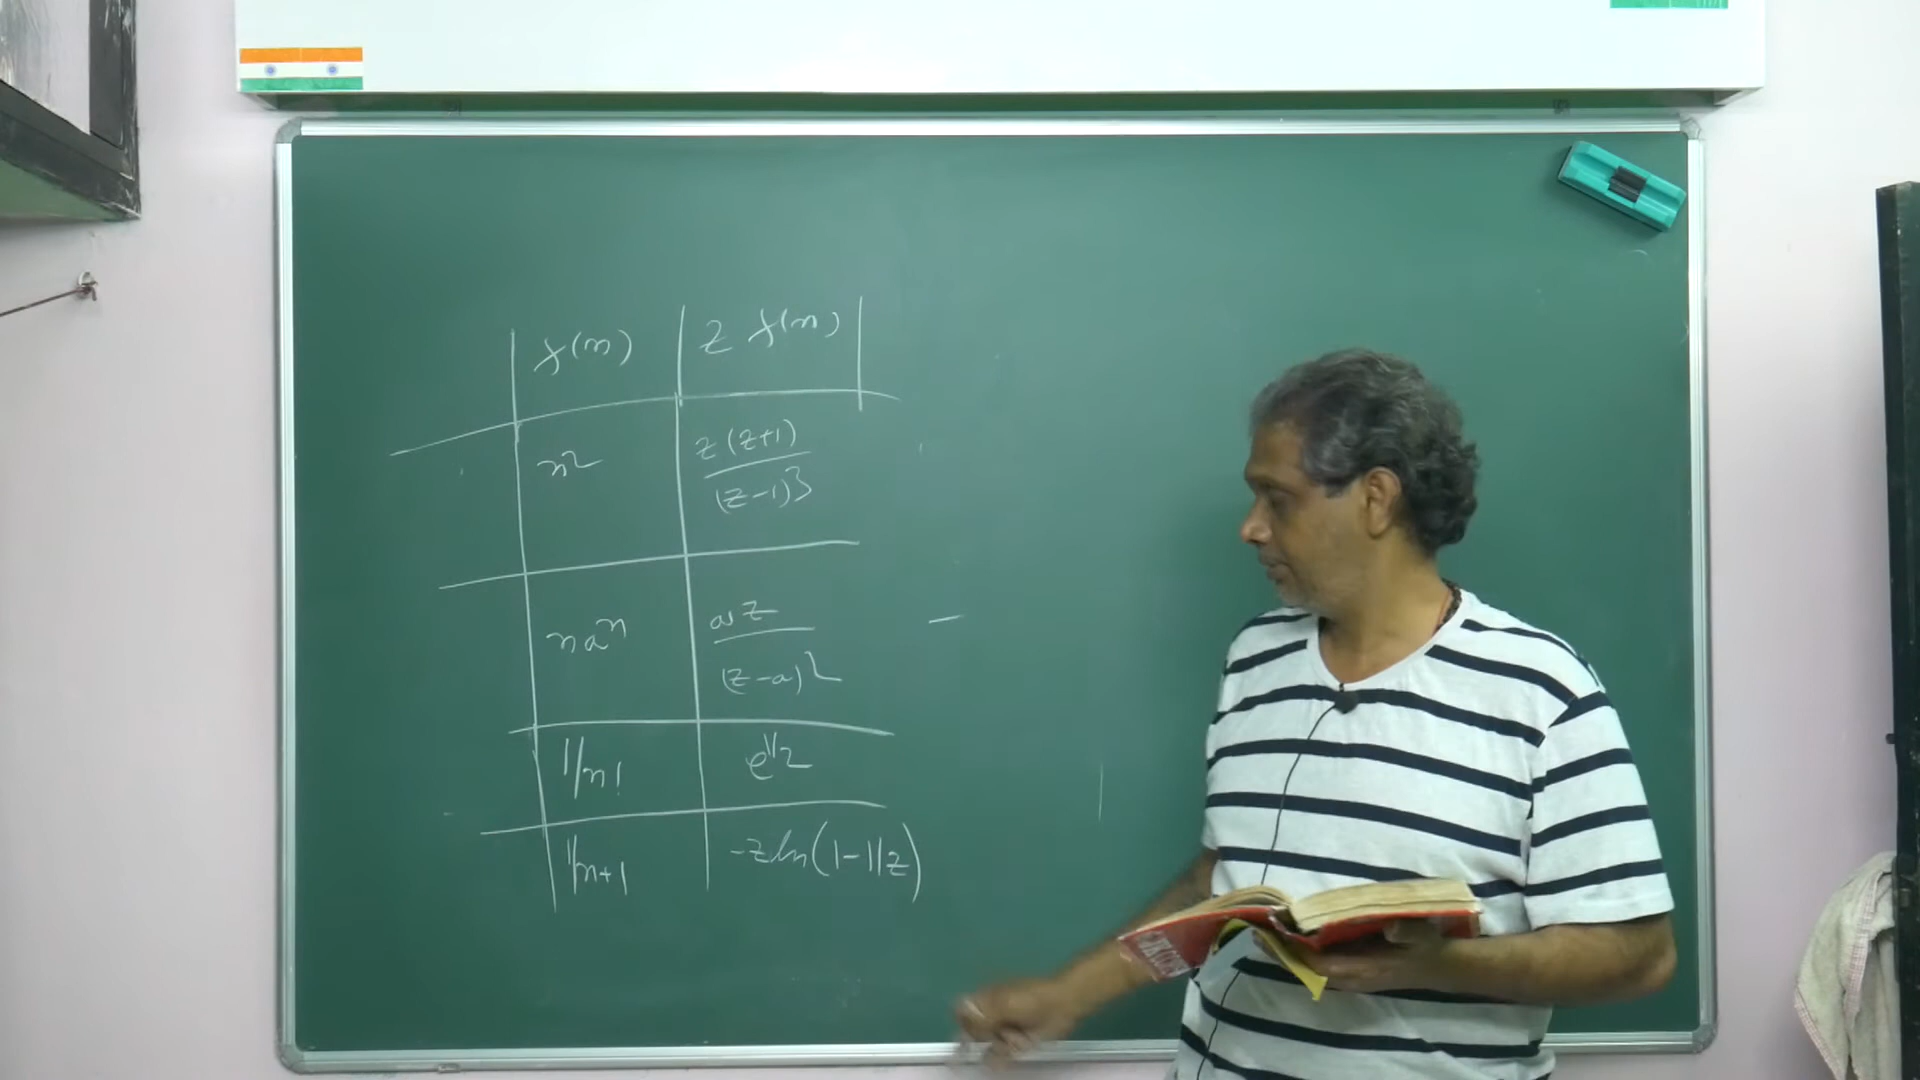 f(n) Z f(n)
n² z(z+1)/(z-1)³
naⁿ az/(z-a)²
1/n! e^1/z
1/n+1 -z ln(1-1/z)